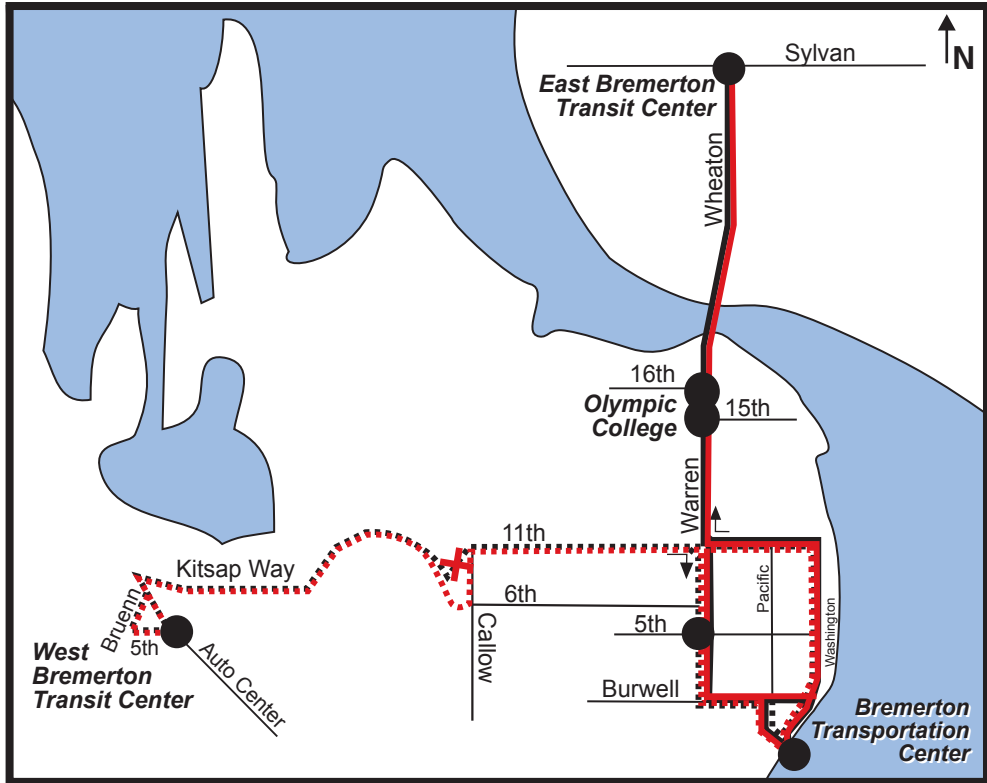 N
Sylvan
East Bremerton
Transit Center
Wheaton
16th
Olympic
College
15th
Warren
11th
Kitsap Way
6th
Pacific
Bruenn
5th
5th
Washington
West
Bremerton
Transit Center
Auto Center
Callow
Burwell
Bremerton
Transportation
Center